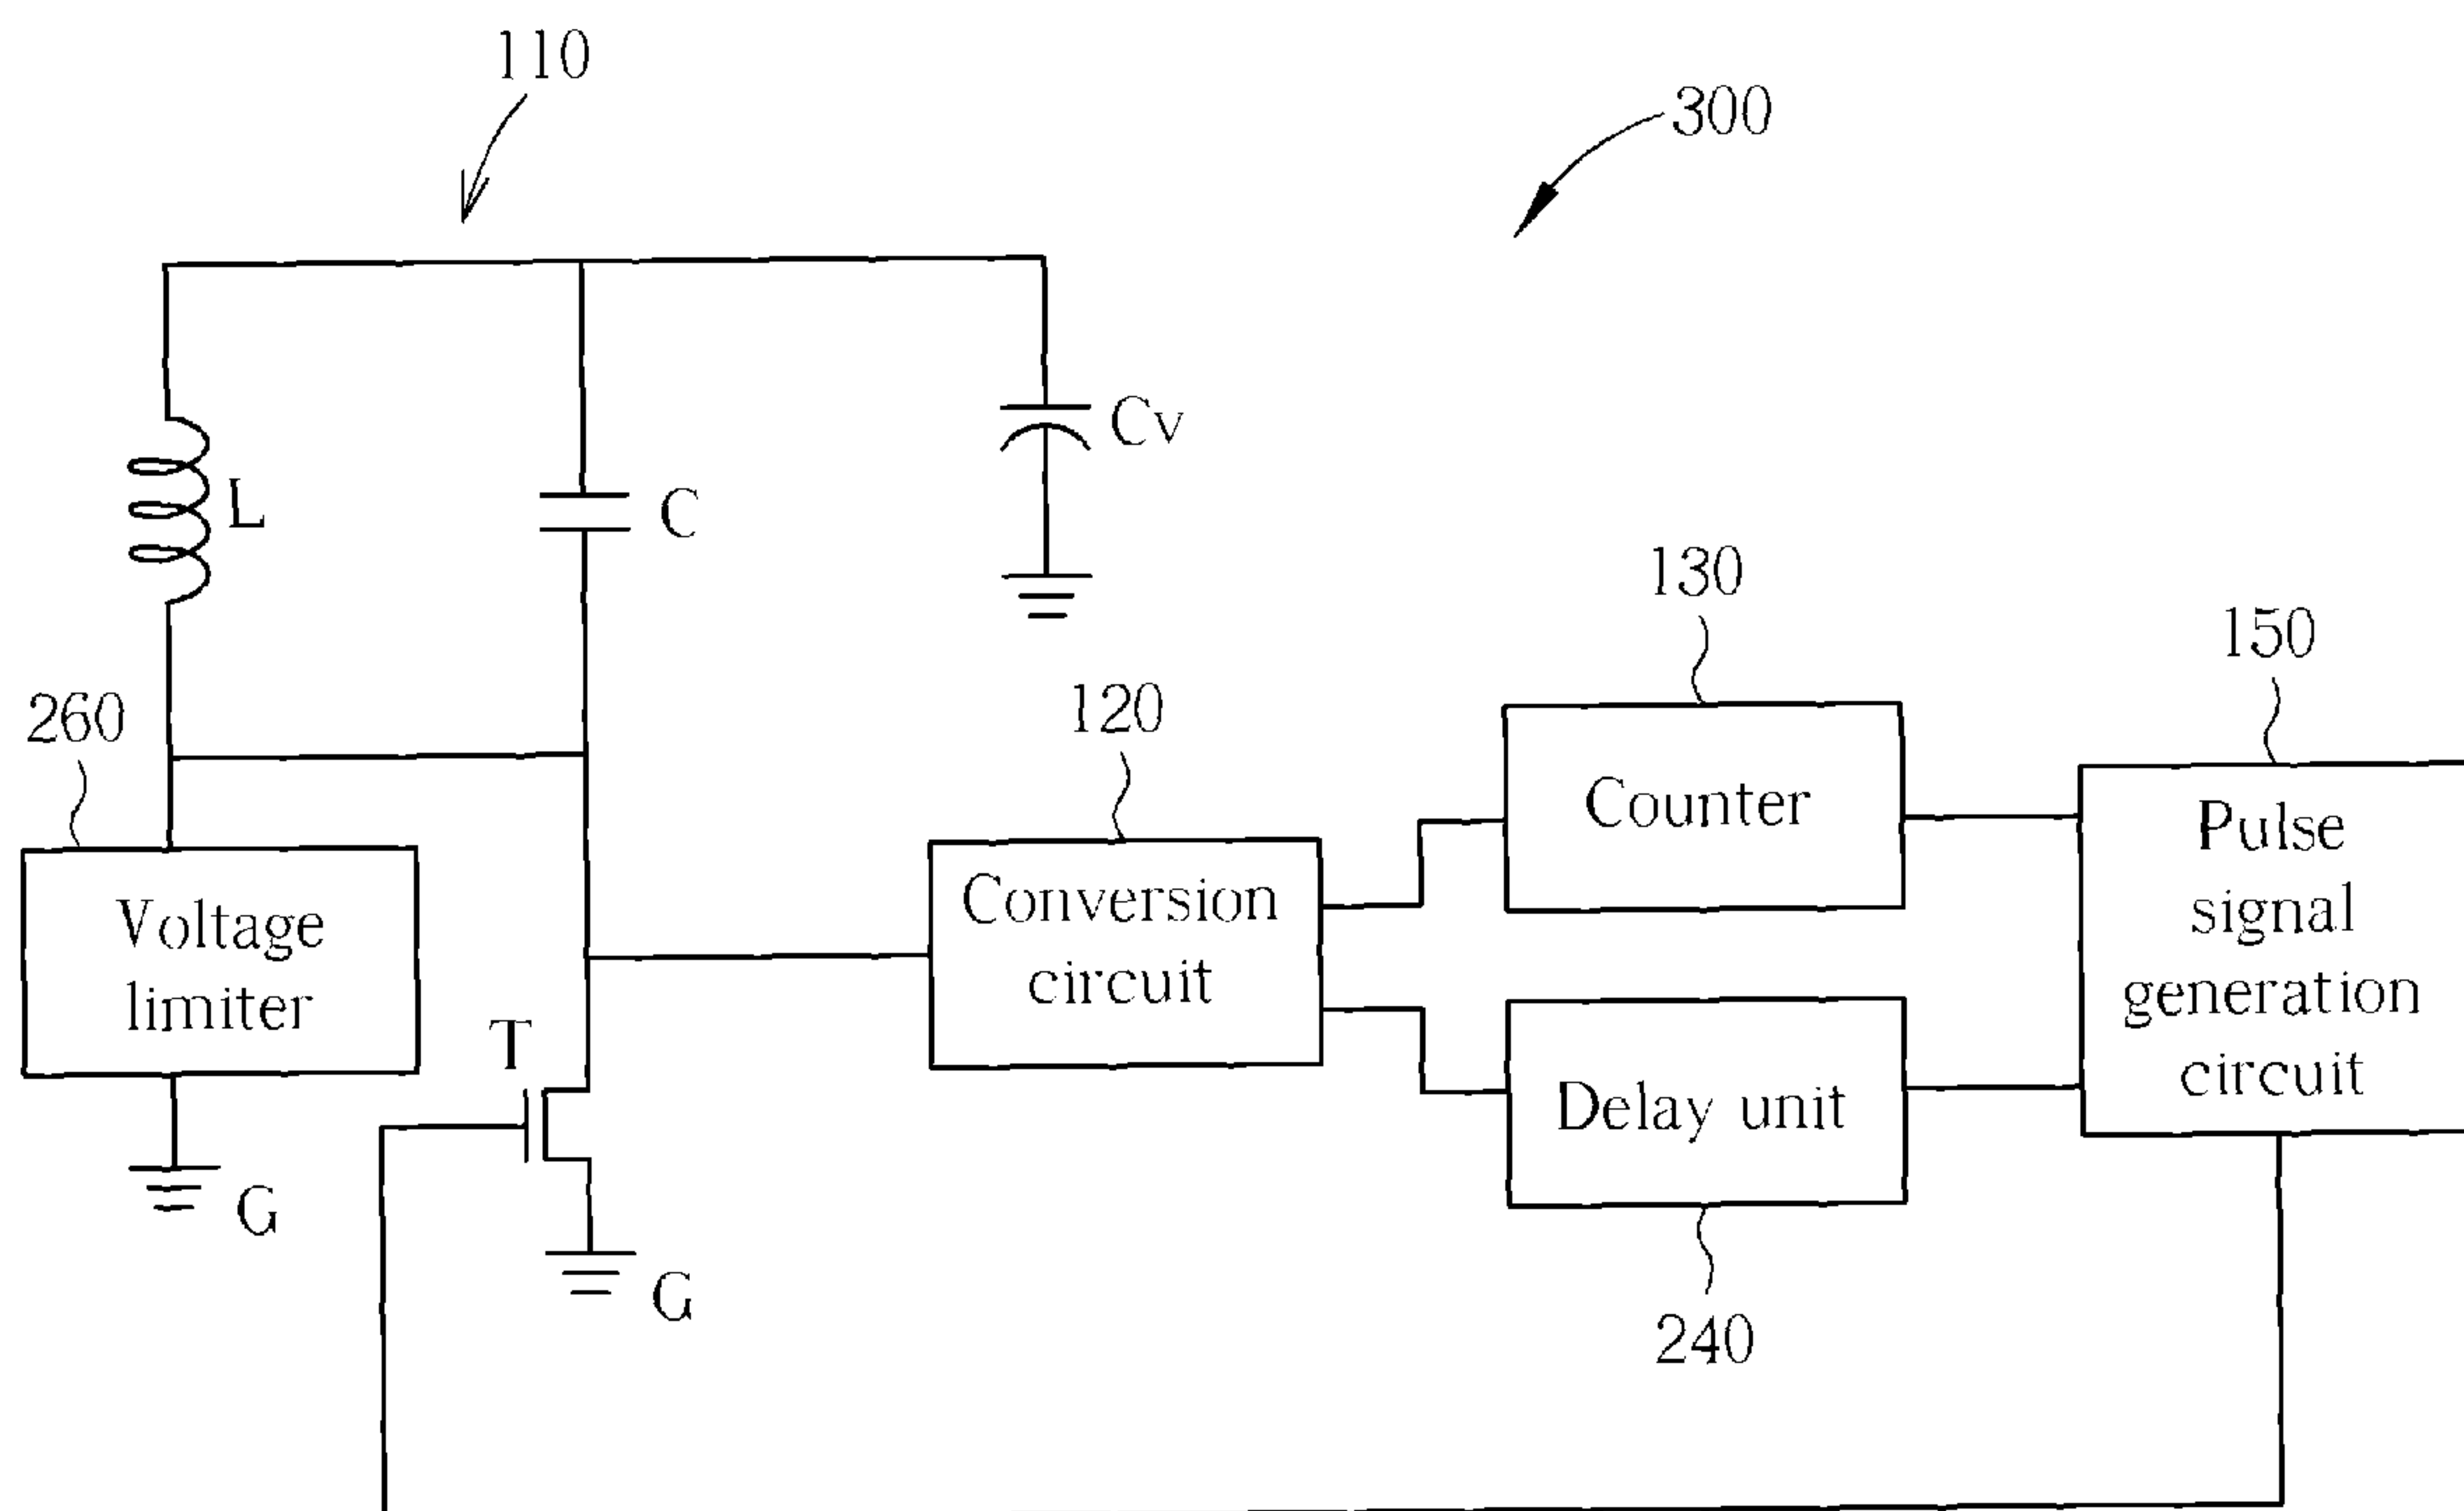 110
300
L
C
Cv
130
150
260
120
Counter
Pulse
signal
generation
circuit
Conversion
circuit
Voltage
limiter
T
Delay unit
G
G
240